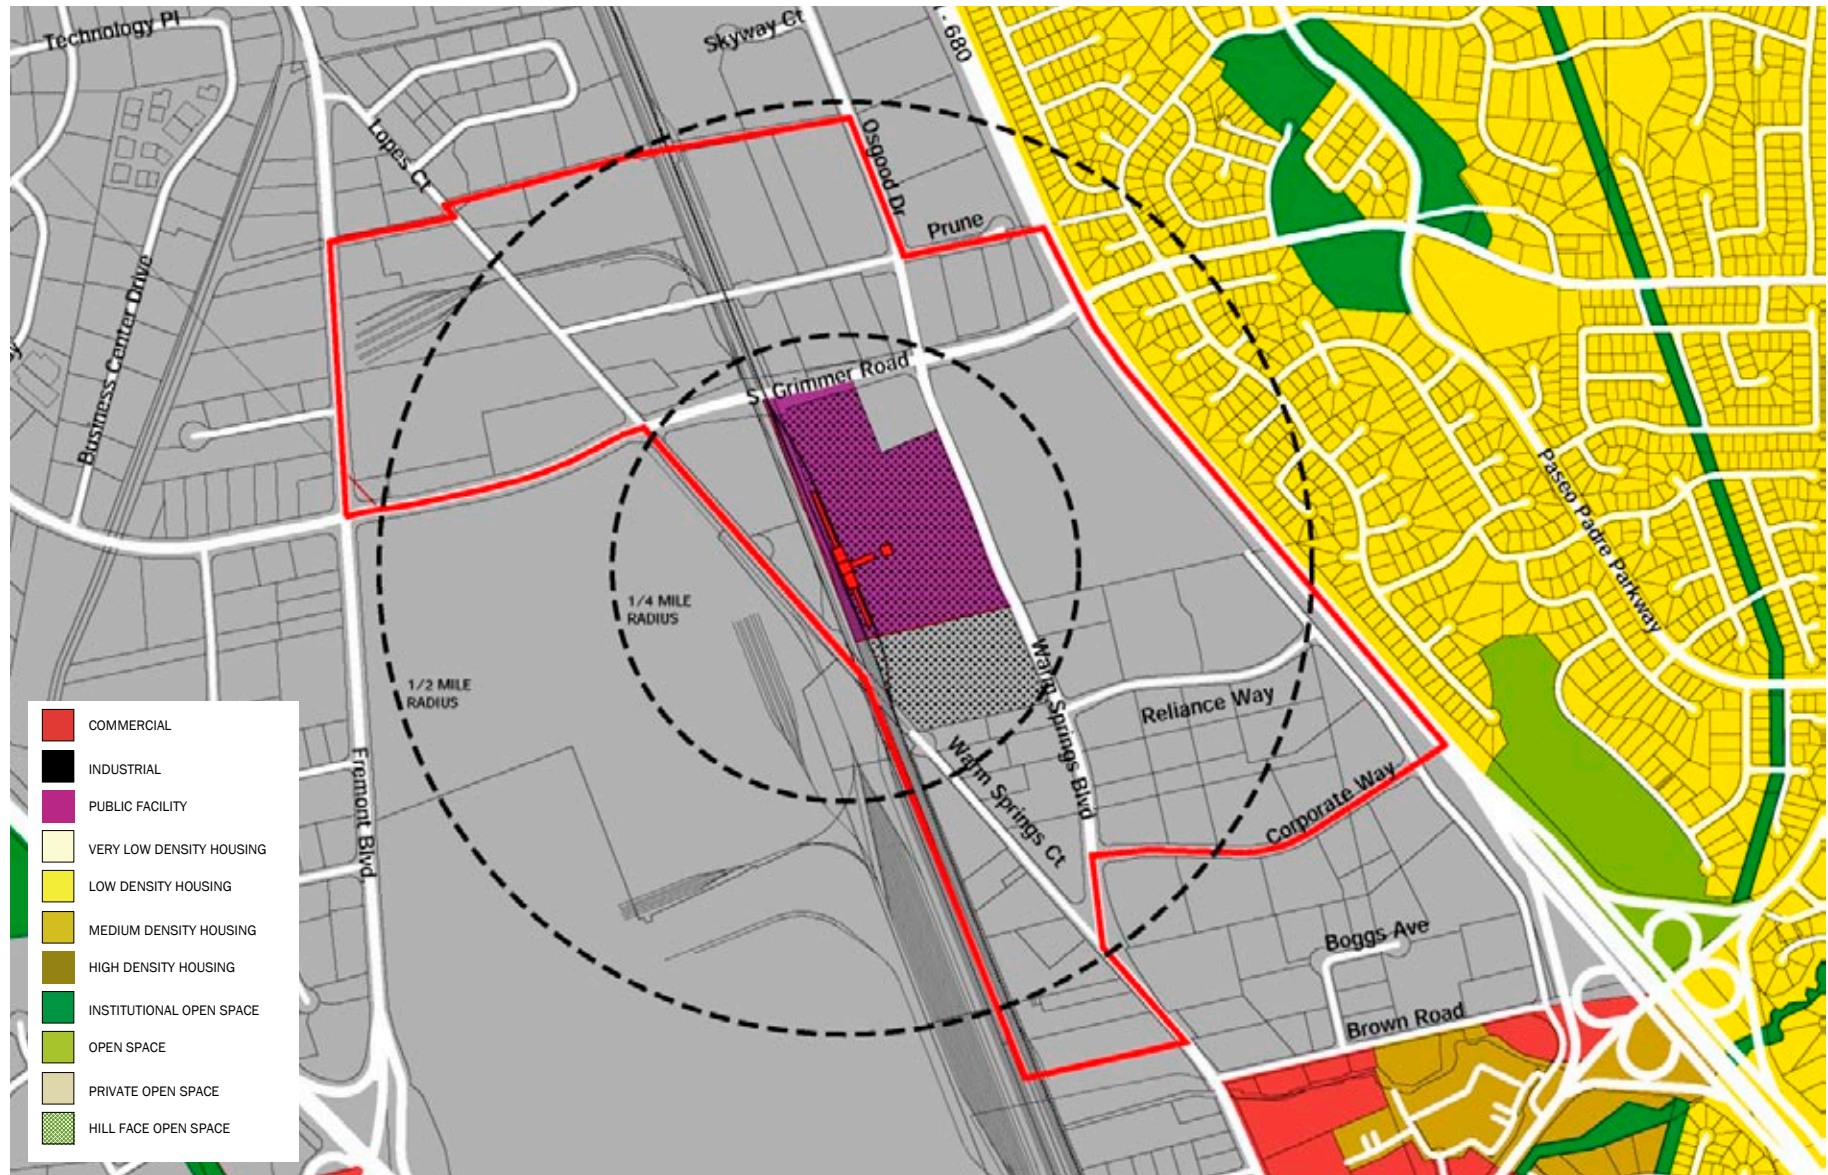 Technology Pl
Skyway Ct
680
Lopes Ct
Osgood Dr
Prune
Business Center Drive
S. Grimmer Road
Paseo Padre Parkway
1/4 MILE
RADIUS
1/2 MILE
RADIUS
Warm Springs Blvd
Reliance Way
Warm Springs Ct
Corporate Way
Fremont Blvd.
Boggs Ave
Brown Road
COMMERCIAL
INDUSTRIAL
PUBLIC FACILITY
VERY LOW DENSITY HOUSING
LOW DENSITY HOUSING
MEDIUM DENSITY HOUSING
HIGH DENSITY HOUSING
INSTITUTIONAL OPEN SPACE
OPEN SPACE
PRIVATE OPEN SPACE
HILL FACE OPEN SPACE